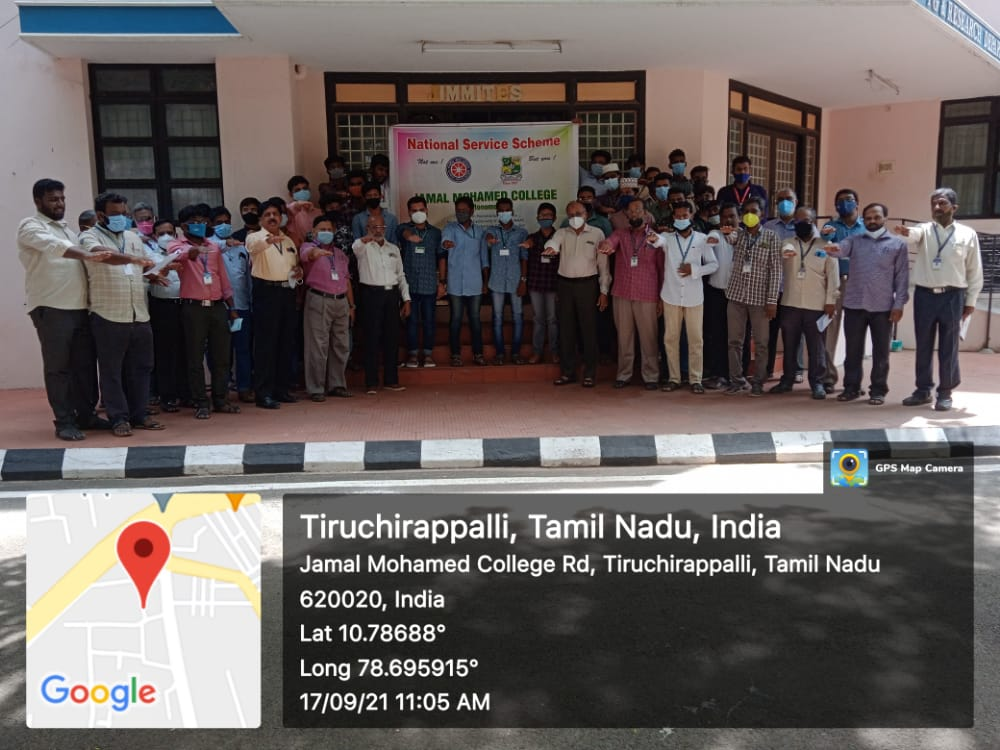 P G & RESEARCH
JIMMITES
National Service Scheme
Not me !
But you !
JAMAL MOHAMED COLLEGE
GPS Map Camera
Tiruchirappalli, Tamil Nadu, India
Jamal Mohamed College Rd, Tiruchirappalli, Tamil Nadu
620020, India
Lat 10.78688°
Long 78.695915°
17/09/21 11:05 AM
Google